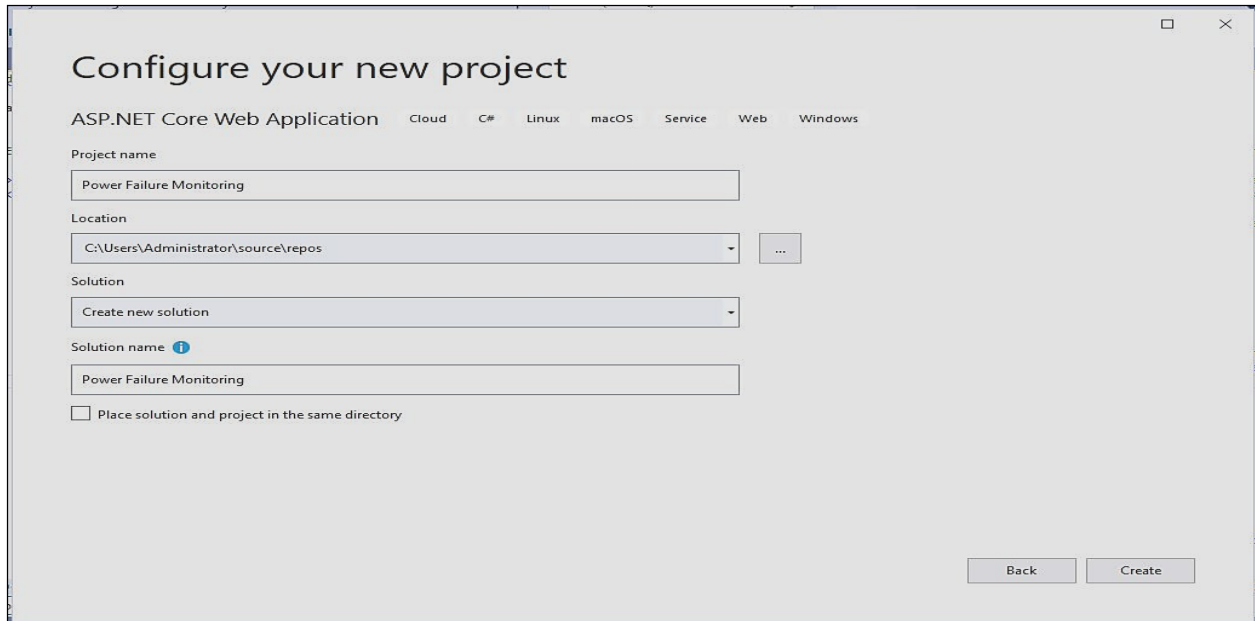 Configure your new project
ASP.NET Core Web Application Cloud C# Linux macOS Service Web Windows
Project name
Power Failure Monitoring
Location
C:\Users\Administrator\source\repos
...
Solution
Create new solution
Solution name
Power Failure Monitoring
Place solution and project in the same directory
Back Create